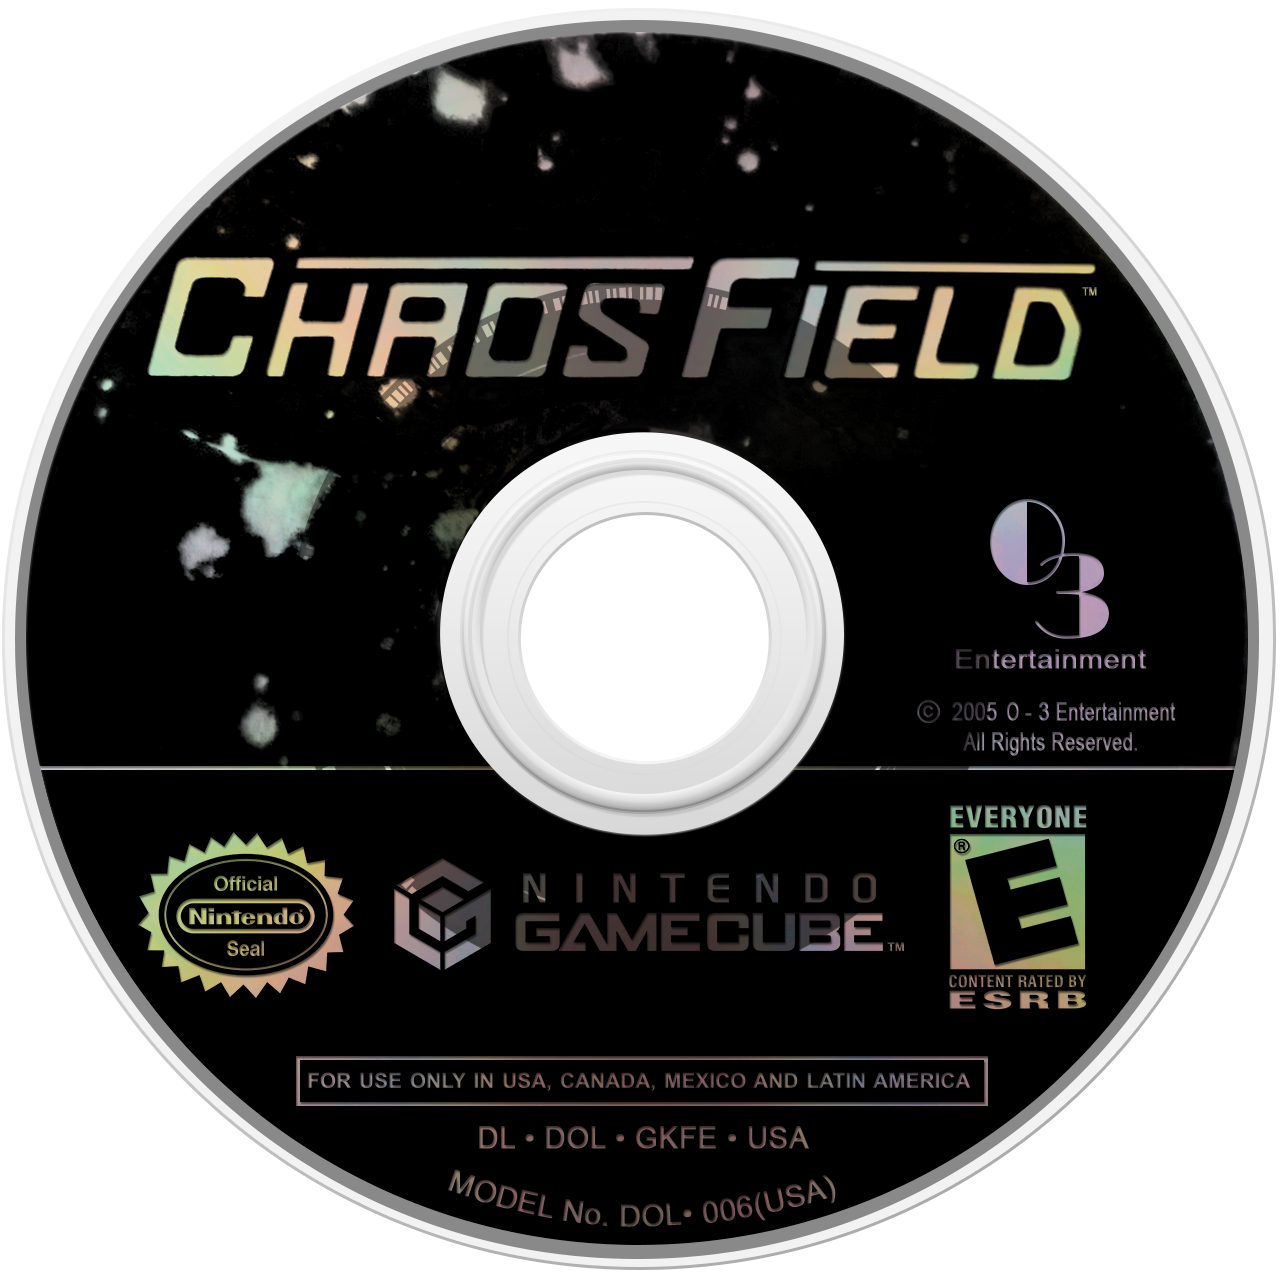 CHAOS FIELD™
03
Entertainment
© 2005 O - 3 Entertainment
All Rights Reserved.
EVERYONE
®
E
CONTENT RATED BY
ESRB
Official
Nintendo®
Seal
NINTENDO
GAMECUBE™
FOR USE ONLY IN USA, CANADA, MEXICO AND LATIN AMERICA
DL • DOL • GKFE • USA
MODEL No. DOL• 006(USA)